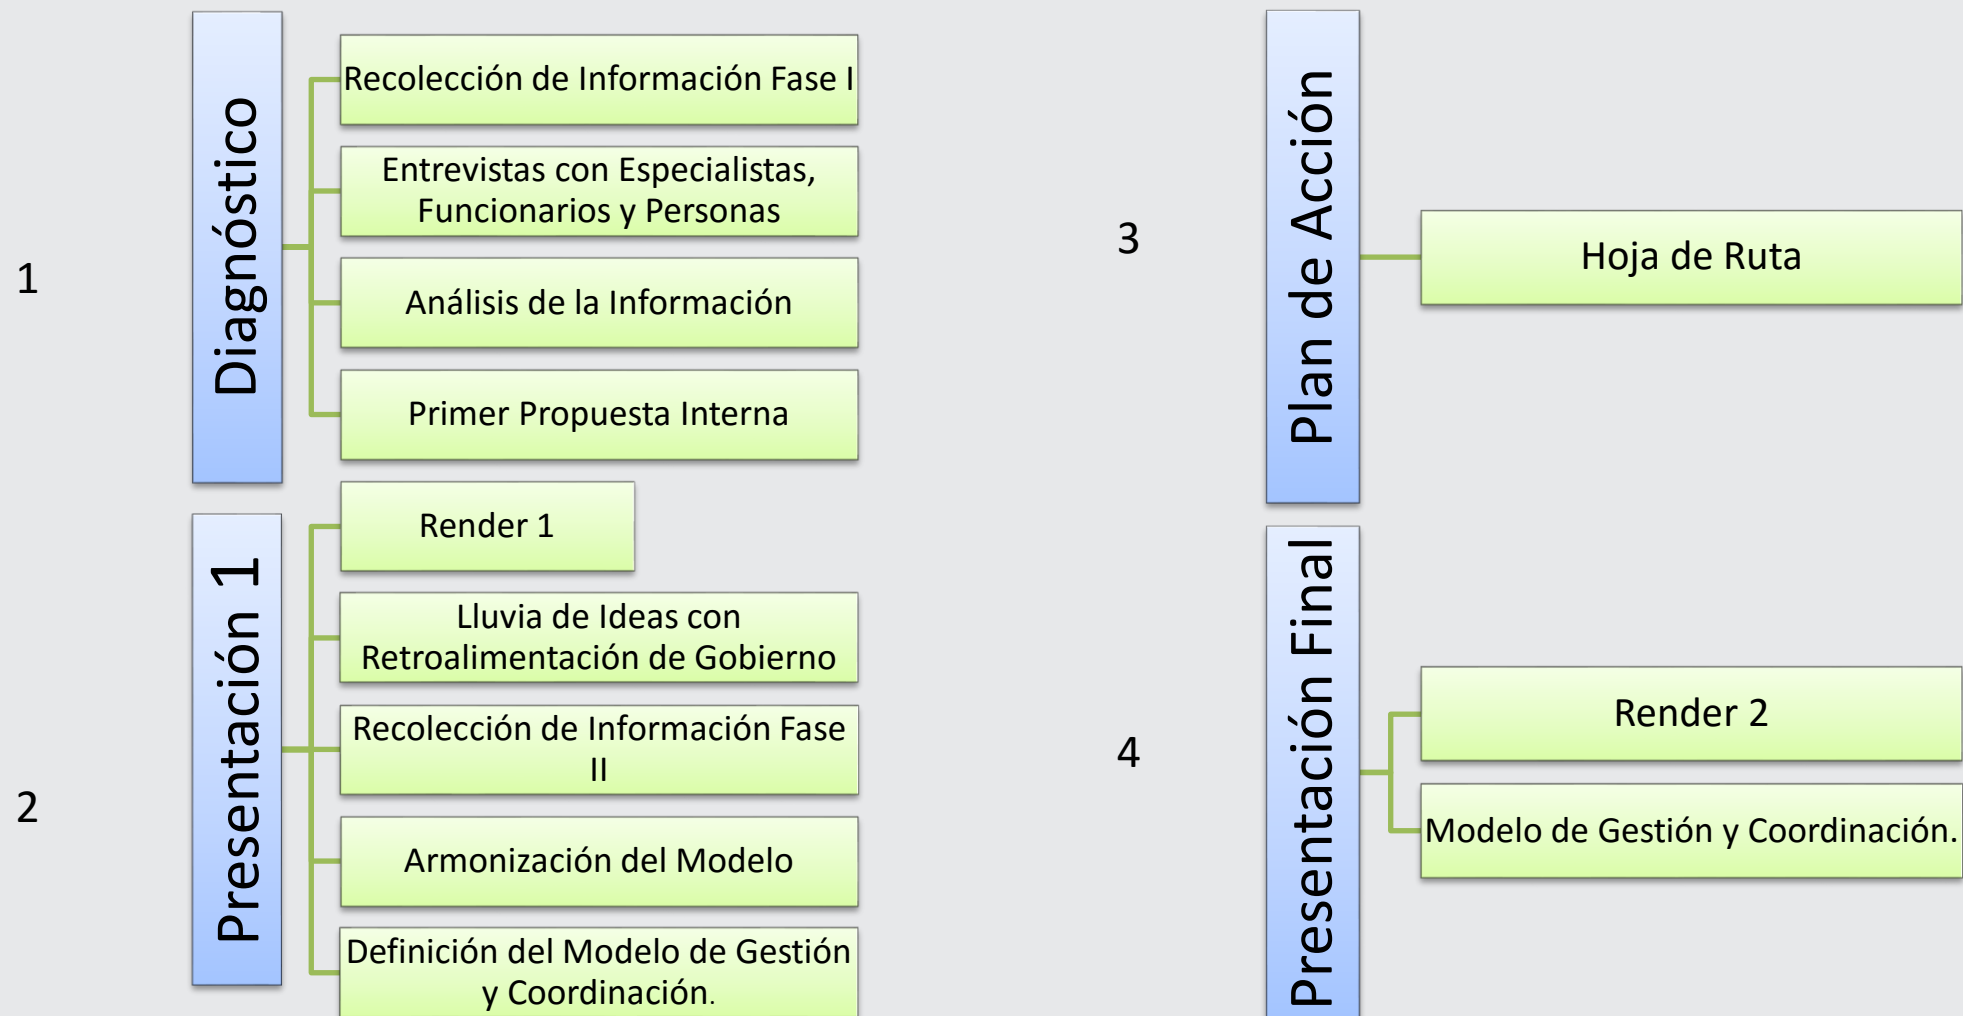 1
Diagnóstico
Recolección de Información Fase I
Entrevistas con Especialistas,
Funcionarios y Personas
Análisis de la Información
Primer Propuesta Interna
2
Presentación 1
Render 1
Lluvia de Ideas con
Retroalimentación de Gobierno
Recolección de Información Fase
II
Armonización del Modelo
Definición del Modelo de Gestión
y Coordinación.
3
Plan de Acción
Hoja de Ruta
4
Presentación Final
Render 2
Modelo de Gestión y Coordinación.